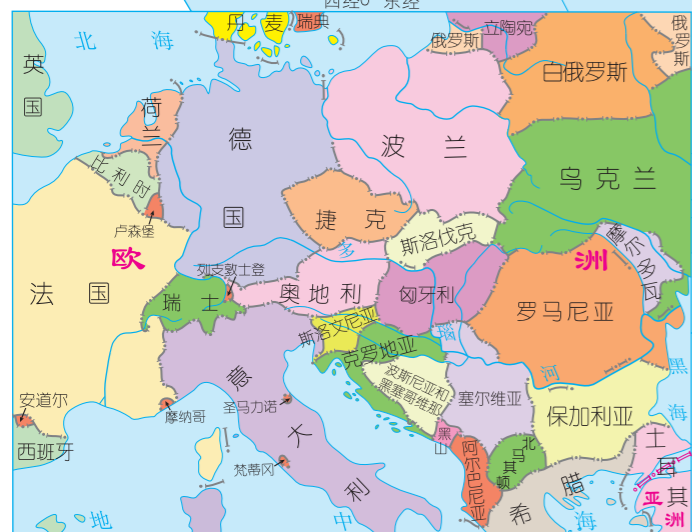 西经0° 东经
北海
丹麦
瑞典
俄罗斯
立陶宛
俄罗斯
英国
荷兰
德国
波兰
白俄罗斯
比利时
乌克兰
卢森堡
捷克
斯洛伐克
摩尔多瓦
欧洲
多瑙河
列支敦士登
法国
瑞士
奥地利
匈牙利
罗马尼亚
斯洛文尼亚
克罗地亚
黑海
波斯尼亚和
黑塞哥维那
塞尔维亚
保加利亚
意大利
安道尔
摩纳哥
圣马力诺
黑山
北马其顿
土耳其
西班牙
梵蒂冈
阿尔巴尼亚
希腊
亚洲
地中海